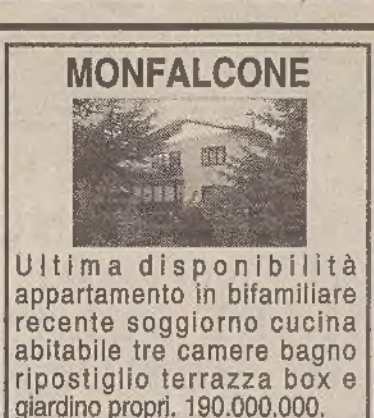 MONFALCONE
Ultima disponibilità
appartamento in bifamiliare
recente soggiorno cucina
abitabile tre camere bagno
ripostiglio terrazza box e
giardino propri. 190.000.000